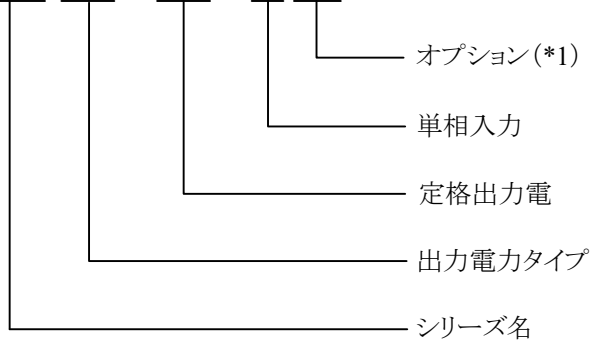 オプション(*1)
単相入力
定格出力電
出力電力タイプ
シリーズ名